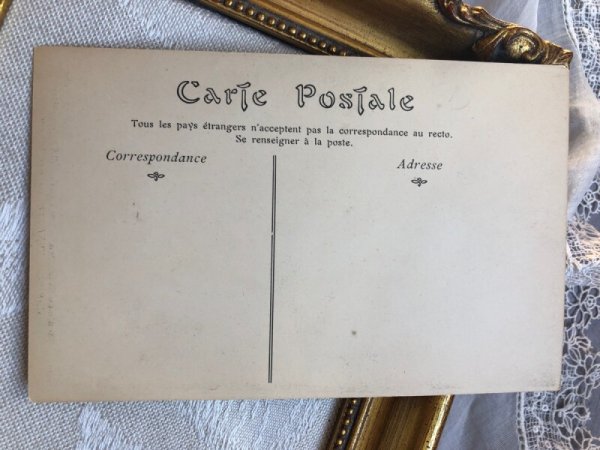 Carte Postale
Tous les pays étrangers n'acceptent pas la correspondance au recto.
Se renseigner à la poste.
Correspondance
Adresse